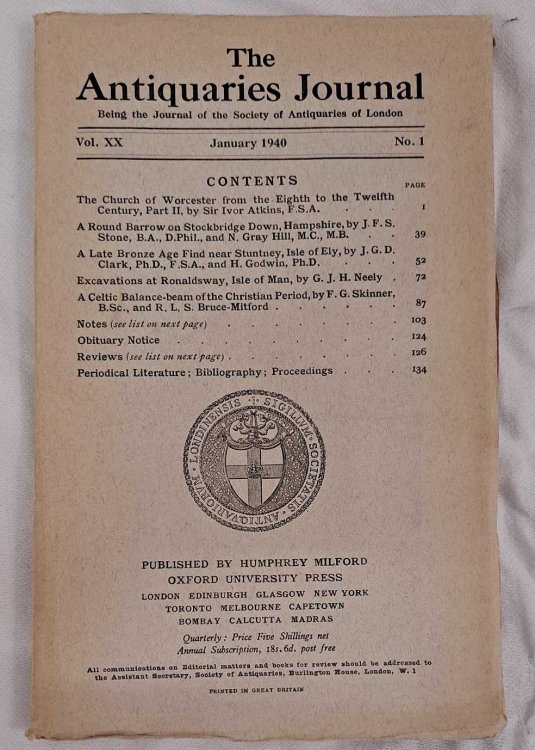 The
Antiquaries Journal
Being the Journal of the Society of Antiquaries of London
Vol. XX January 1940 No. 1
CONTENTS
PAGE
The Church of Worcester from the Eighth to the Twelfth
Century, Part II, by Sir Ivor Atkins, F.S.A. . . . 1
A Round Barrow on Stockbridge Down, Hampshire, by J. F. S.
Stone, B.A., D.Phil., and N. Gray Hill, M.C., M.B. . . 39
A Late Bronze Age Find near Stuntney, Isle of Ely, by J. G. D.
Clark, Ph.D., F.S.A., and H. Godwin, Ph.D. . . . 52
Excavations at Ronaldsway, Isle of Man, by G. J. H. Neely . 72
A Celtic Balance-beam of the Christian Period, by F. G. Skinner,
B.Sc., and R. L. S. Bruce-Mitford . . . . . 87
Notes (see list on next page) . . . . . . 103
Obituary Notice . . . . . . . 124
Reviews (see list on next page) . . . . . . 126
Periodical Literature; Bibliography; Proceedings . . . 134
SIGILLVM · SOCIETATIS · ANTIQVARIORVM · LONDINENSIS
PUBLISHED BY HUMPHREY MILFORD
OXFORD UNIVERSITY PRESS
LONDON EDINBURGH GLASGOW NEW YORK
TORONTO MELBOURNE CAPETOWN
BOMBAY CALCUTTA MADRAS
Quarterly: Price Five Shillings net
Annual Subscription, 18s. 6d. post free
All communications on Editorial matters and books for review should be addressed to
the Assistant Secretary, Society of Antiquaries, Burlington House, London, W. 1
PRINTED IN GREAT BRITAIN